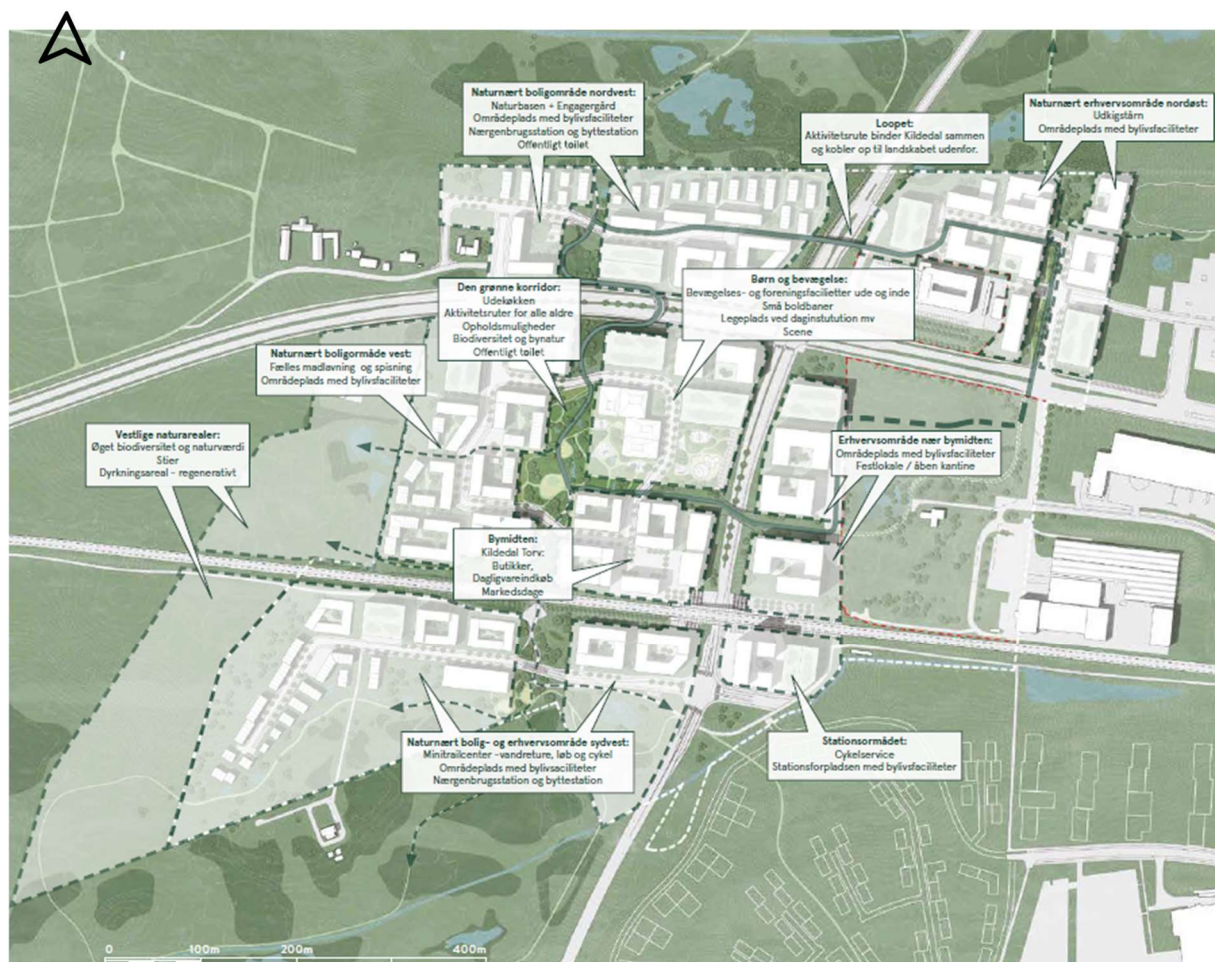 Naturnært boligområde nordvest:
Naturbasen + Engagergård
Områdeplads med bylivsfaciliteter
Nærgenbrugsstation og byttestation
Offentligt toilet
Loopet:
Aktivitetsrute binder Kildedal sammen
og kobler op til landskabet udenfor.
Naturnært erhvervsområde nordøst:
Udkigstårn
Områdeplads med bylivsfaciliteter
Den grønne korridor:
Udekøkken
Aktivitetsruter for alle aldre
Opholdsmuligheder
Biodiversitet og bynatur
Offentligt toilet
Børn og bevægelse:
Bevægelses- og foreningsfacilietter ude og inde
Små boldbaner
Legeplads ved daginstutution mv
Scene
Naturnært boligormåde vest:
Fælles madlavning og spisning
Områdeplads med bylivsfaciliteter
Vestlige naturarealer:
Øget biodiversitet og naturværdi
Stier
Dyrkningsareal - regenerativt
Erhvervsområde nær bymidten:
Områdeplads med bylivsfaciliteter
Festlokale / åben kantine
Bymidten:
Kildedal Torv:
Butikker,
Dagligvareindkøb
Markedsdage
Naturnært bolig- og erhvervsområde sydvest:
Minitrailcenter -vandreture, løb og cykel
Områdeplads med bylivsaciliteter
Nærgenbrugsstation og byttestation
Stationsormådet:
Cykelservice
Stationsforpladsen med bylivsfaciliteter
0 100m 200m 400m